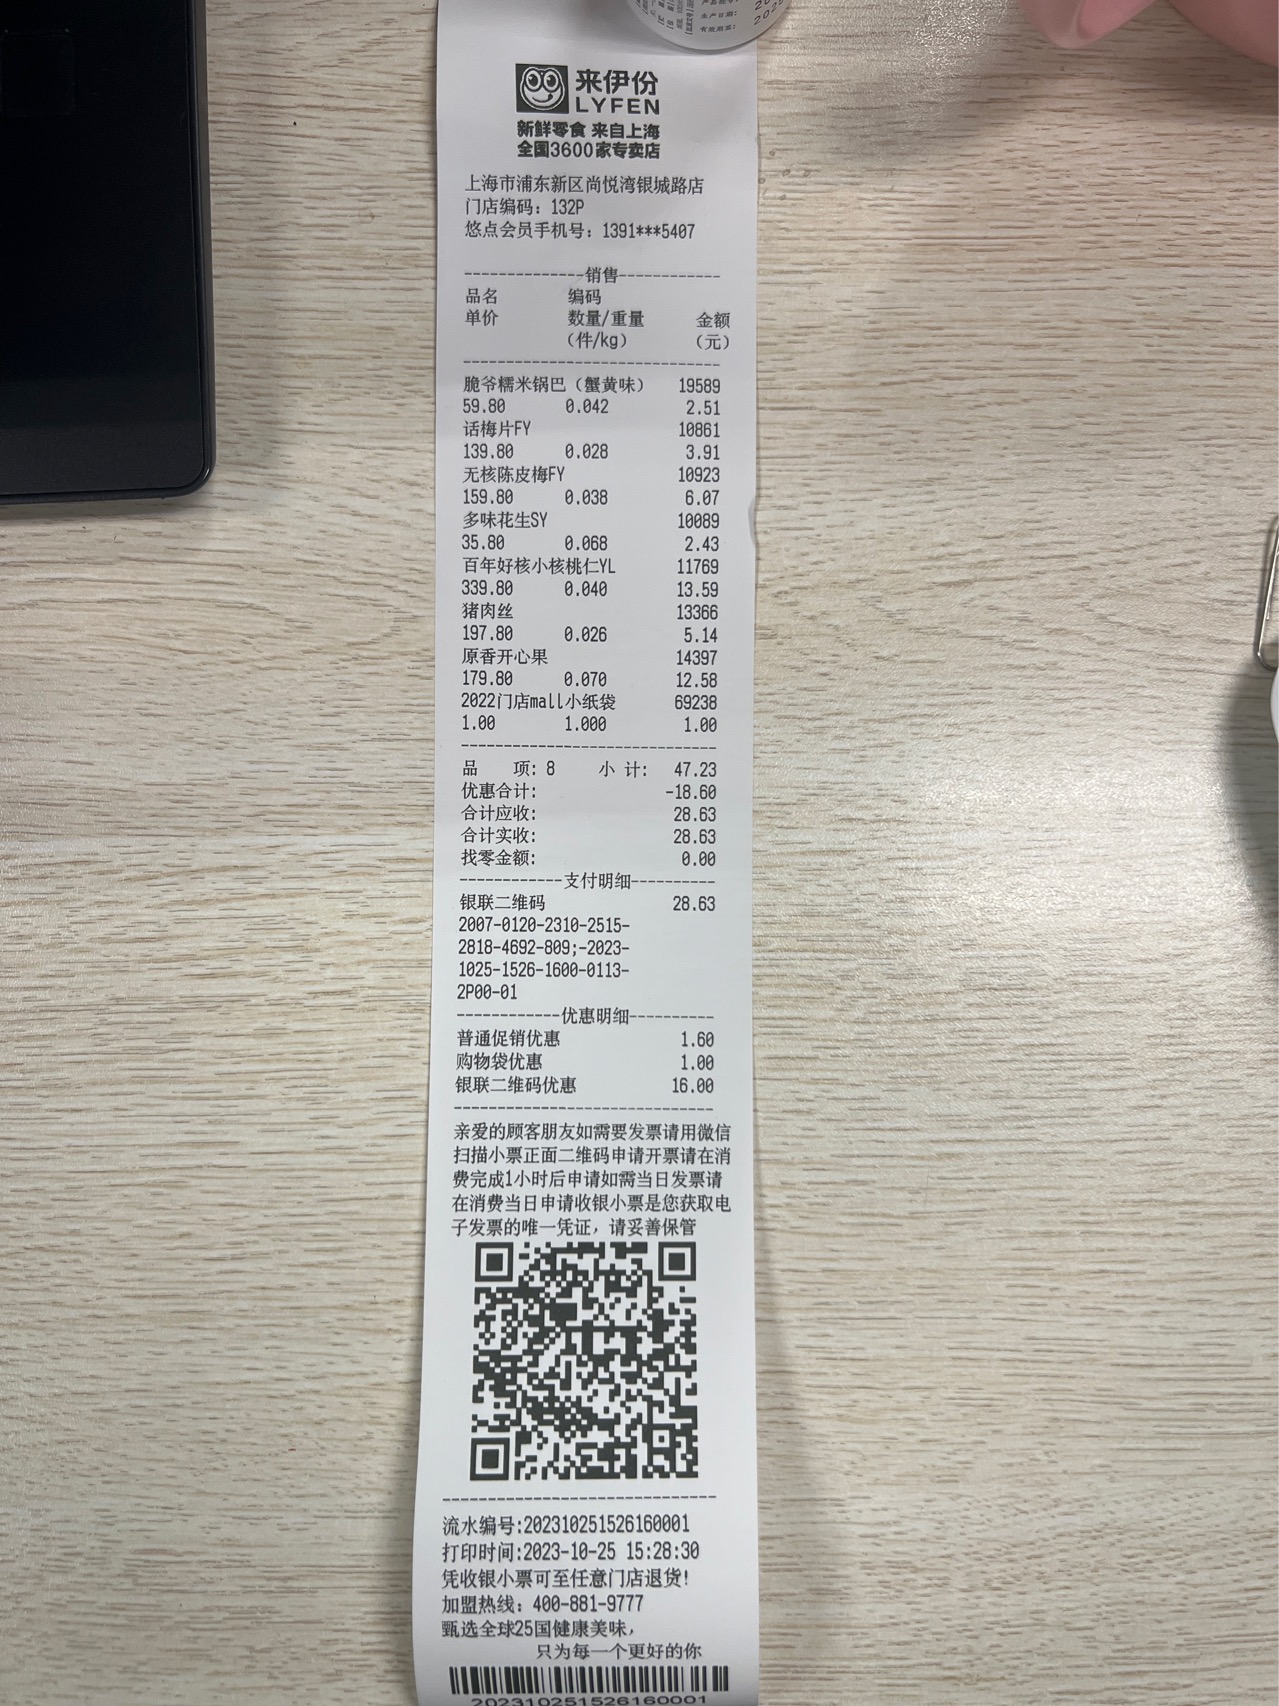 生产日期:
有效期至:
来伊份
LYFEN
新鲜零食 来自上海
全国3600家专卖店
上海市浦东新区尚悦湾银城路店
门店编码: 132P
悠点会员手机号: 1391***5407
--------------销售------------
品名 编码
单价 数量/重量 金额
(件/kg) (元)
脆爷糯米锅巴(蟹黄味) 19589
59.80 0.042 2.51
话梅片FY 10861
139.80 0.028 3.91
无核陈皮梅FY 10923
159.80 0.038 6.07
多味花生SY 10089
35.80 0.068 2.43
百年好核小核桃仁YL 11769
339.80 0.040 13.59
猪肉丝 13366
197.80 0.026 5.14
原香开心果 14397
179.80 0.070 12.58
2022门店mall小纸袋 69238
1.00 1.000 1.00
品 项: 8 小 计: 47.23
优惠合计: -18.60
合计应收: 28.63
合计实收: 28.63
找零金额: 0.00
------------支付明细----------
银联二维码 28.63
2007-0120-2310-2515-
2818-4692-809;-2023-
1025-1526-1600-0113-
2P00-01
------------优惠明细----------
普通促销优惠 1.60
购物袋优惠 1.00
银联二维码优惠 16.00
亲爱的顾客朋友如需要发票请用微信
扫描小票正面二维码申请开票请在消
费完成1小时后申请如需当日发票请
在消费当日申请收银小票是您获取电
子发票的唯一凭证, 请妥善保管
流水编号:202310251526160001
打印时间:2023-10-25 15:28:30
凭收银小票可至任意门店退货!
加盟热线: 400-881-9777
甄选全球25国健康美味,
只为每一个更好的你
202310251526160001